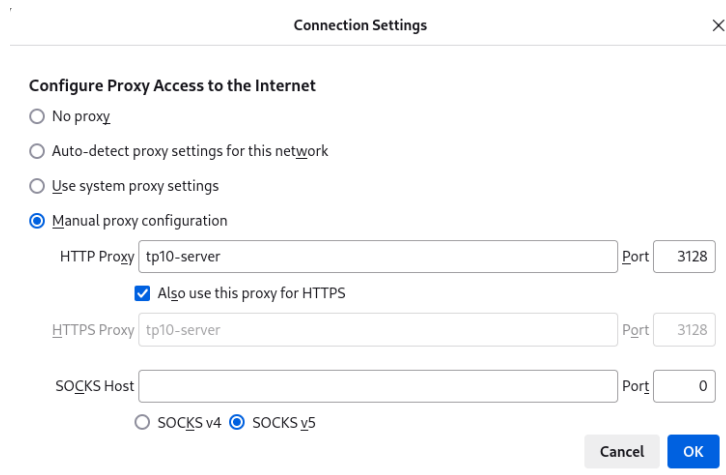 Connection Settings
Configure Proxy Access to the Internet
No proxy
Auto-detect proxy settings for this network
Use system proxy settings
Manual proxy configuration
HTTP Proxy tp10-server Port 3128
Also use this proxy for HTTPS
HTTPS Proxy tp10-server Port 3128
SOCKS Host Port 0
SOCKS v4 SOCKS v5
Cancel OK